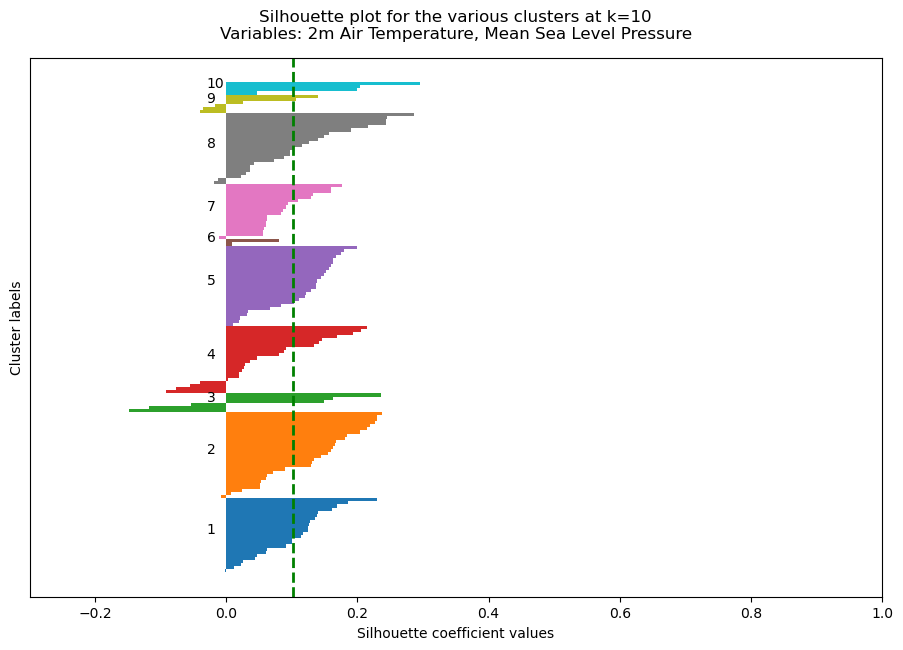 Silhouette plot for the various clusters at k=10
Variables: 2m Air Temperature, Mean Sea Level Pressure
10
9
8
7
6
5
4
3
2
1
Cluster labels
−0.2 0.0 0.2 0.4 0.6 0.8 1.0
Silhouette coefficient values